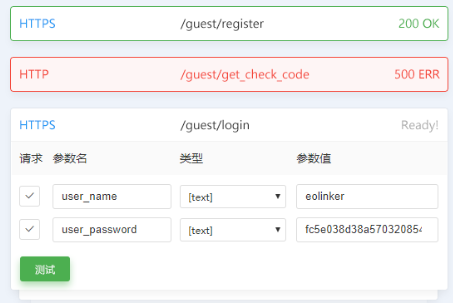 HTTPS /guest/register 200 OK
HTTP /guest/get_check_code 500 ERR
HTTPS /guest/login Ready!
请求 参数名 类型 参数值
user_name [text] eolinker
user_password [text] fc5e038d38a570320854
测试